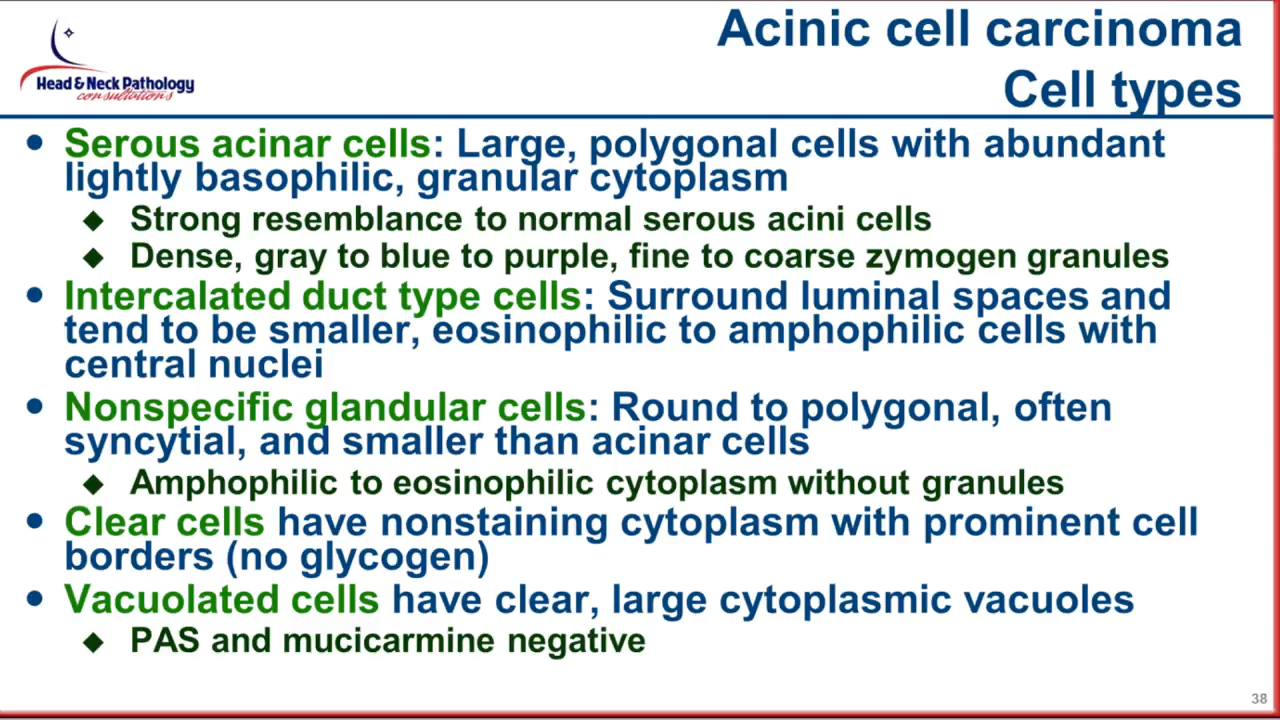 Head & Neck Pathology
consultations
Acinic cell carcinoma
Cell types
• Serous acinar cells: Large, polygonal cells with abundant
lightly basophilic, granular cytoplasm
◆ Strong resemblance to normal serous acini cells
◆ Dense, gray to blue to purple, fine to coarse zymogen granules
• Intercalated duct type cells: Surround luminal spaces and
tend to be smaller, eosinophilic to amphophilic cells with
central nuclei
• Nonspecific glandular cells: Round to polygonal, often
syncytial, and smaller than acinar cells
◆ Amphophilic to eosinophilic cytoplasm without granules
• Clear cells have nonstaining cytoplasm with prominent cell
borders (no glycogen)
• Vacuolated cells have clear, large cytoplasmic vacuoles
◆ PAS and mucicarmine negative
38